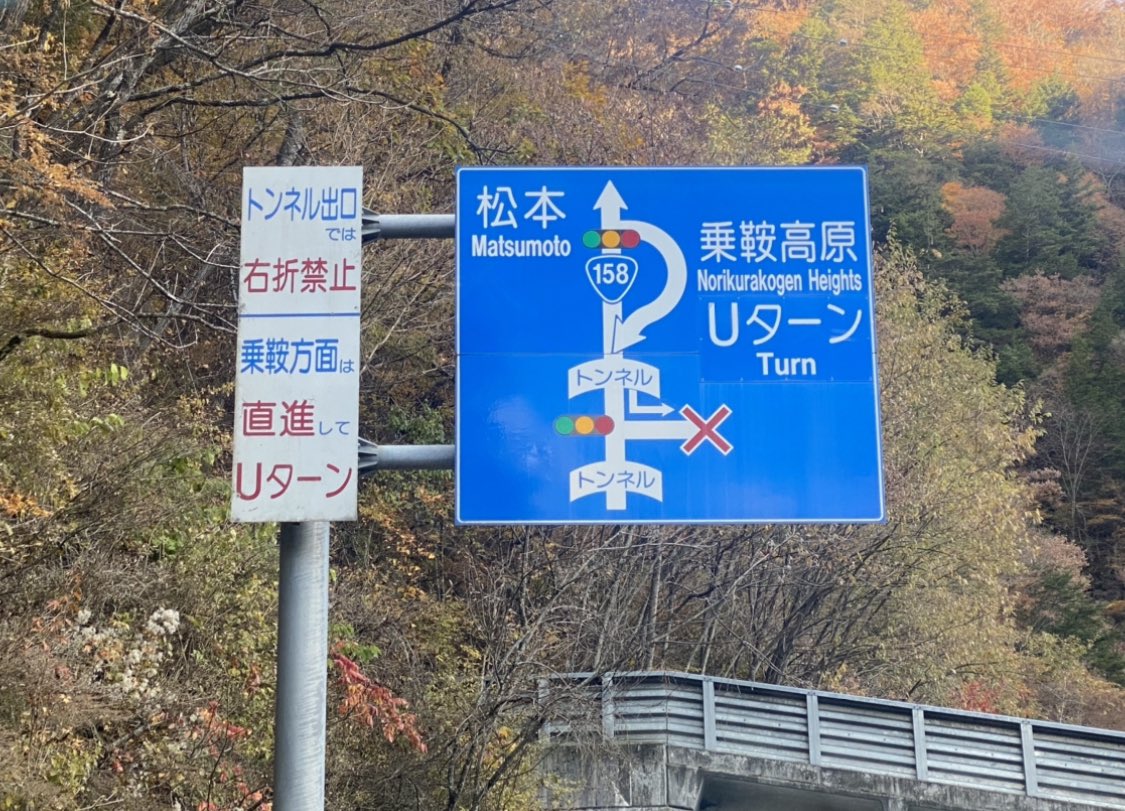 トンネル出口
では
右折禁止
乗鞍方面は
直進して
Uターン
松本
Matsumoto
158
乗鞍高原
Norikurakogen Heights
Uターン
Turn
トンネル
トンネル